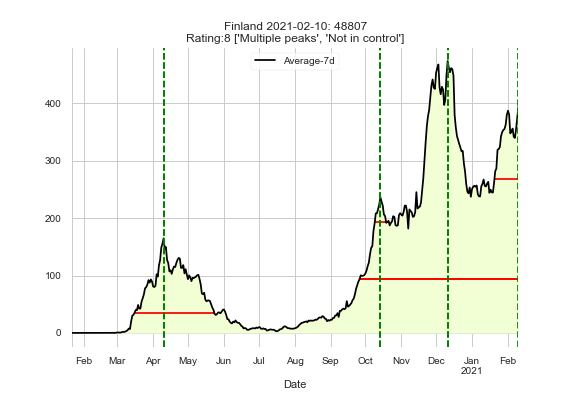 Finland 2021-02-10: 48807
Rating:8 ['Multiple peaks', 'Not in control']
Average-7d
400
300
200
100
0
Feb Mar Apr May Jun Jul Aug Sep Oct Nov Dec Jan Feb
2021
Date